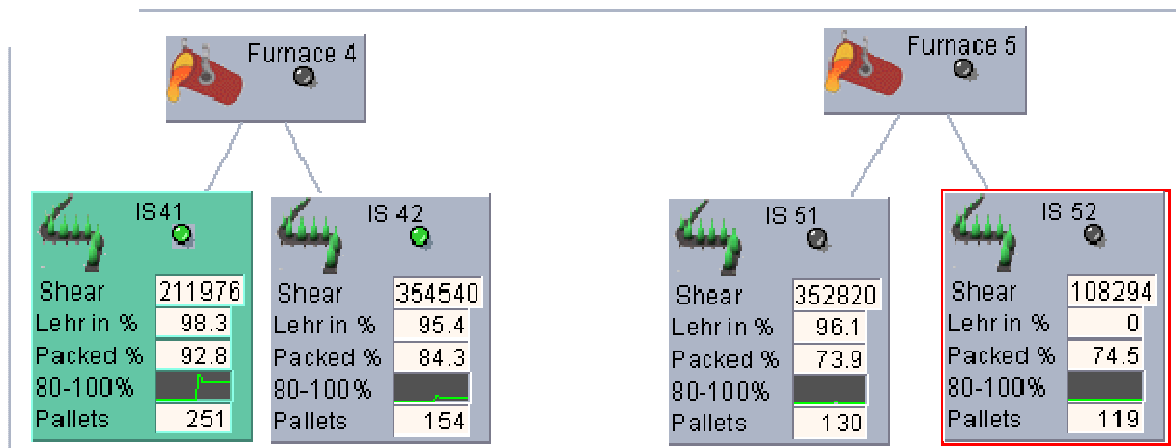 Furnace 4
Furnace 5
IS41
Shear 211976
Lehr in % 98.3
Packed % 92.8
80-100%
Pallets 251
IS 42
Shear 354540
Lehr in % 95.4
Packed % 84.3
80-100%
Pallets 154
IS 51
Shear 352820
Lehr in % 96.1
Packed % 73.9
80-100%
Pallets 130
IS 52
Shear 108294
Lehr in % 0
Packed % 74.5
80-100%
Pallets 119